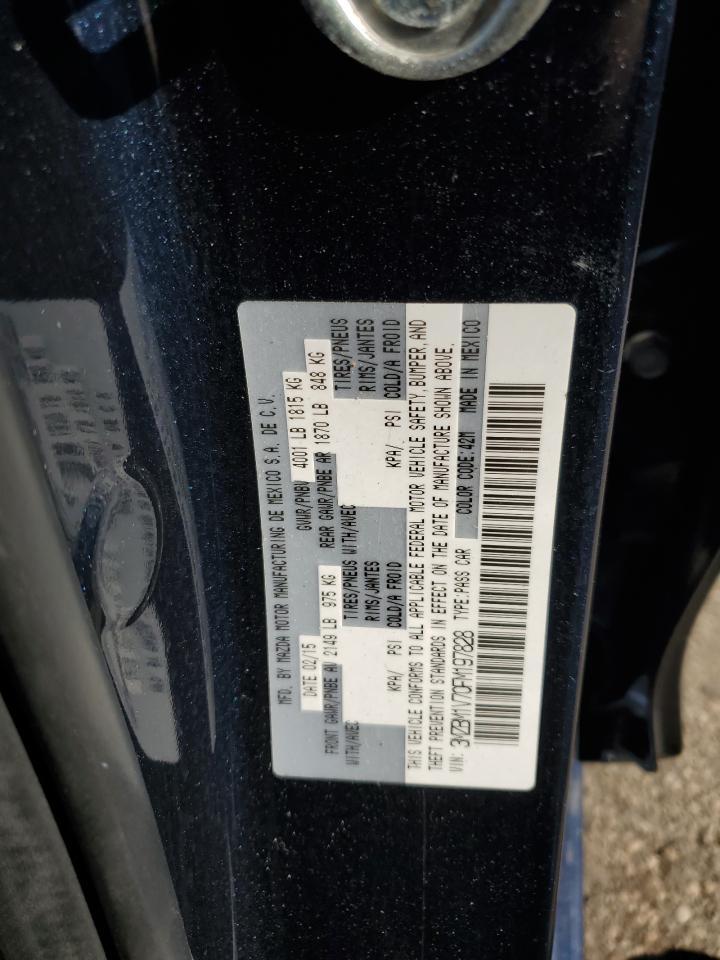 MFD. BY MAZDA MOTOR MANUFACTURING DE MEXICO S.A. DE C.V.
DATE 02/15 GVWR/PNBV 4001 LB 1815 KG
FRONT GAWR/PNBE AV 2149 LB 975 KG REAR GAWR/PNBE AR 1870 LB 848 KG
WITH/AVEC TIRES/PNEUS WITH/AVEC TIRES/PNEUS
RIMS/JANTES RIMS/JANTES
KPA/ PSI COLD/A FROID KPA/ PSI COLD/A FROID
THIS VEHICLE CONFORMS TO ALL APPLICABLE FEDERAL MOTOR VEHICLE SAFETY, BUMPER, AND
THEFT PREVENTION STANDARDS IN EFFECT ON THE DATE OF MANUFACTURE SHOWN ABOVE.
VIN: 3MZBM1V70FM197828 TYPE:PASS CAR COLOR CODE:42M MADE IN MEXICO